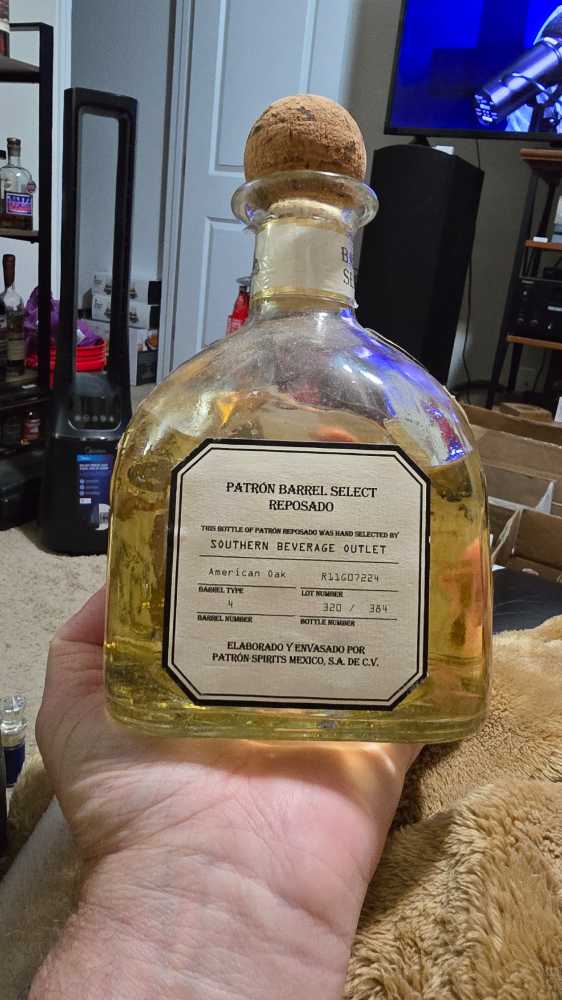 PATRÓN BARREL SELECT
REPOSADO
THIS BOTTLE OF PATRÓN REPOSADO WAS HAND SELECTED BY
SOUTHERN BEVERAGE OUTLET
American Oak R11607224
BARREL TYPE LOT NUMBER
4 320 / 384
BARREL NUMBER BOTTLE NUMBER
ELABORADO Y ENVASADO POR
PATRÓN SPIRITS MEXICO, S.A. DE C.V.